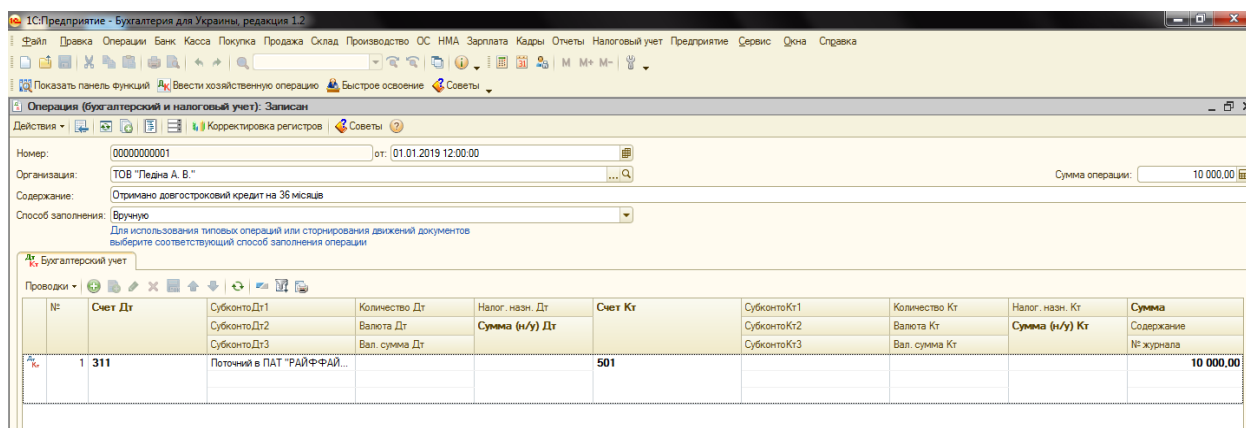 1С:Предприятие - Бухгалтерия для Украины, редакция 1.2
Файл Правка Операции Банк Касса Покупка Продажа Склад Производство ОС НМА Зарплата Кадры Отчеты Налоговый учет Предприятие Сервис Окна Справка
M M+ M-
Показать панель функций Ввести хозяйственную операцию Быстрое освоение Советы
Операция (бухгалтерский и налоговый учет): Записан
Действия Корректировка регистров Советы
Номер: 00000000001 от: 01.01.2019 12:00:00
Организация: ТОВ "Педіна А. В." Сумма операции: 10 000,00
Содержание: Отримано довгостроковий кредит на 36 місяців
Способ заполнения: Вручную
Для использования типовых операций или сторнирования движений документов
выберите соответствующий способ заполнения операции
Дт Кт Бухгалтерский учет
Проводки
№ Счет Дт СубконтоДт1 Количество Дт Налог. назн. Дт Счет Кт СубконтоКт1 Количество Кт Налог. назн. Кт Сумма
СубконтоДт2 Валюта Дт Сумма (н/у) Дт СубконтоКт2 Валюта Кт Сумма (н/у) Кт Содержание
СубконтоДт3 Вал. сумма Дт СубконтоКт3 Вал. сумма Кт № журнала
Дт Кт 1 311 Поточний в ПАТ "РАЙФФАЙ... 501 10 000,00